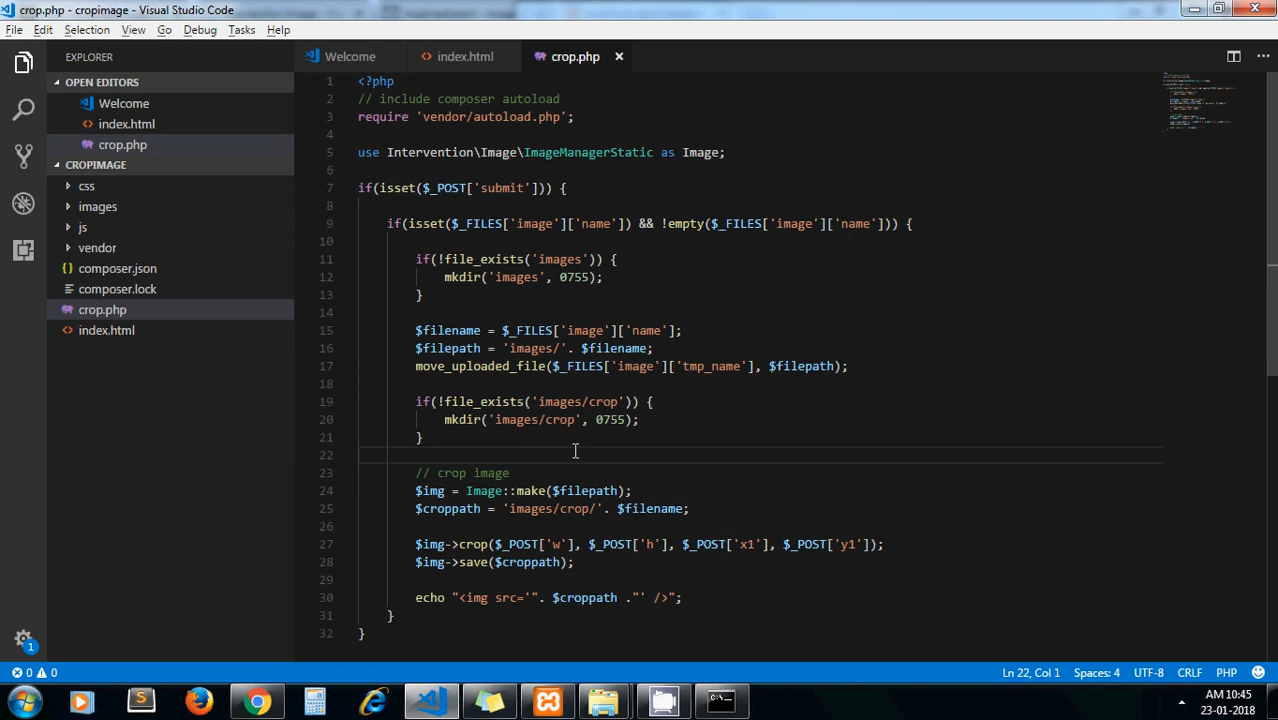 crop.php - cropimage - Visual Studio Code
File Edit Selection View Go Debug Tasks Help
EXPLORER
OPEN EDITORS
Welcome
index.html
crop.php
CROPIMAGE
css
images
js
vendor
composer.json
composer.lock
crop.php
index.html
Welcome index.html crop.php
1 <?php
2 // include composer autoload
3 require 'vendor/autoload.php';
4
5 use Intervention\Image\ImageManagerStatic as Image;
6
7 if(isset($_POST['submit'])) {
8
9 if(isset($_FILES['image']['name']) && !empty($_FILES['image']['name'])) {
10
11 if(!file_exists('images')) {
12 mkdir('images', 0755);
13 }
14
15 $filename = $_FILES['image']['name'];
16 $filepath = 'images/'. $filename;
17 move_uploaded_file($_FILES['image']['tmp_name'], $filepath);
18
19 if(!file_exists('images/crop')) {
20 mkdir('images/crop', 0755);
21 }
22
23 // crop image
24 $img = Image::make($filepath);
25 $croppath = 'images/crop/'. $filename;
26
27 $img->crop($_POST['w'], $_POST['h'], $_POST['x1'], $_POST['y1']);
28 $img->save($croppath);
29
30 echo "<img src='". $croppath ."' />";
31 }
32 }
1
0 0 Ln 22, Col 1 Spaces: 4 UTF-8 CRLF PHP
AM 10:45
23-01-2018